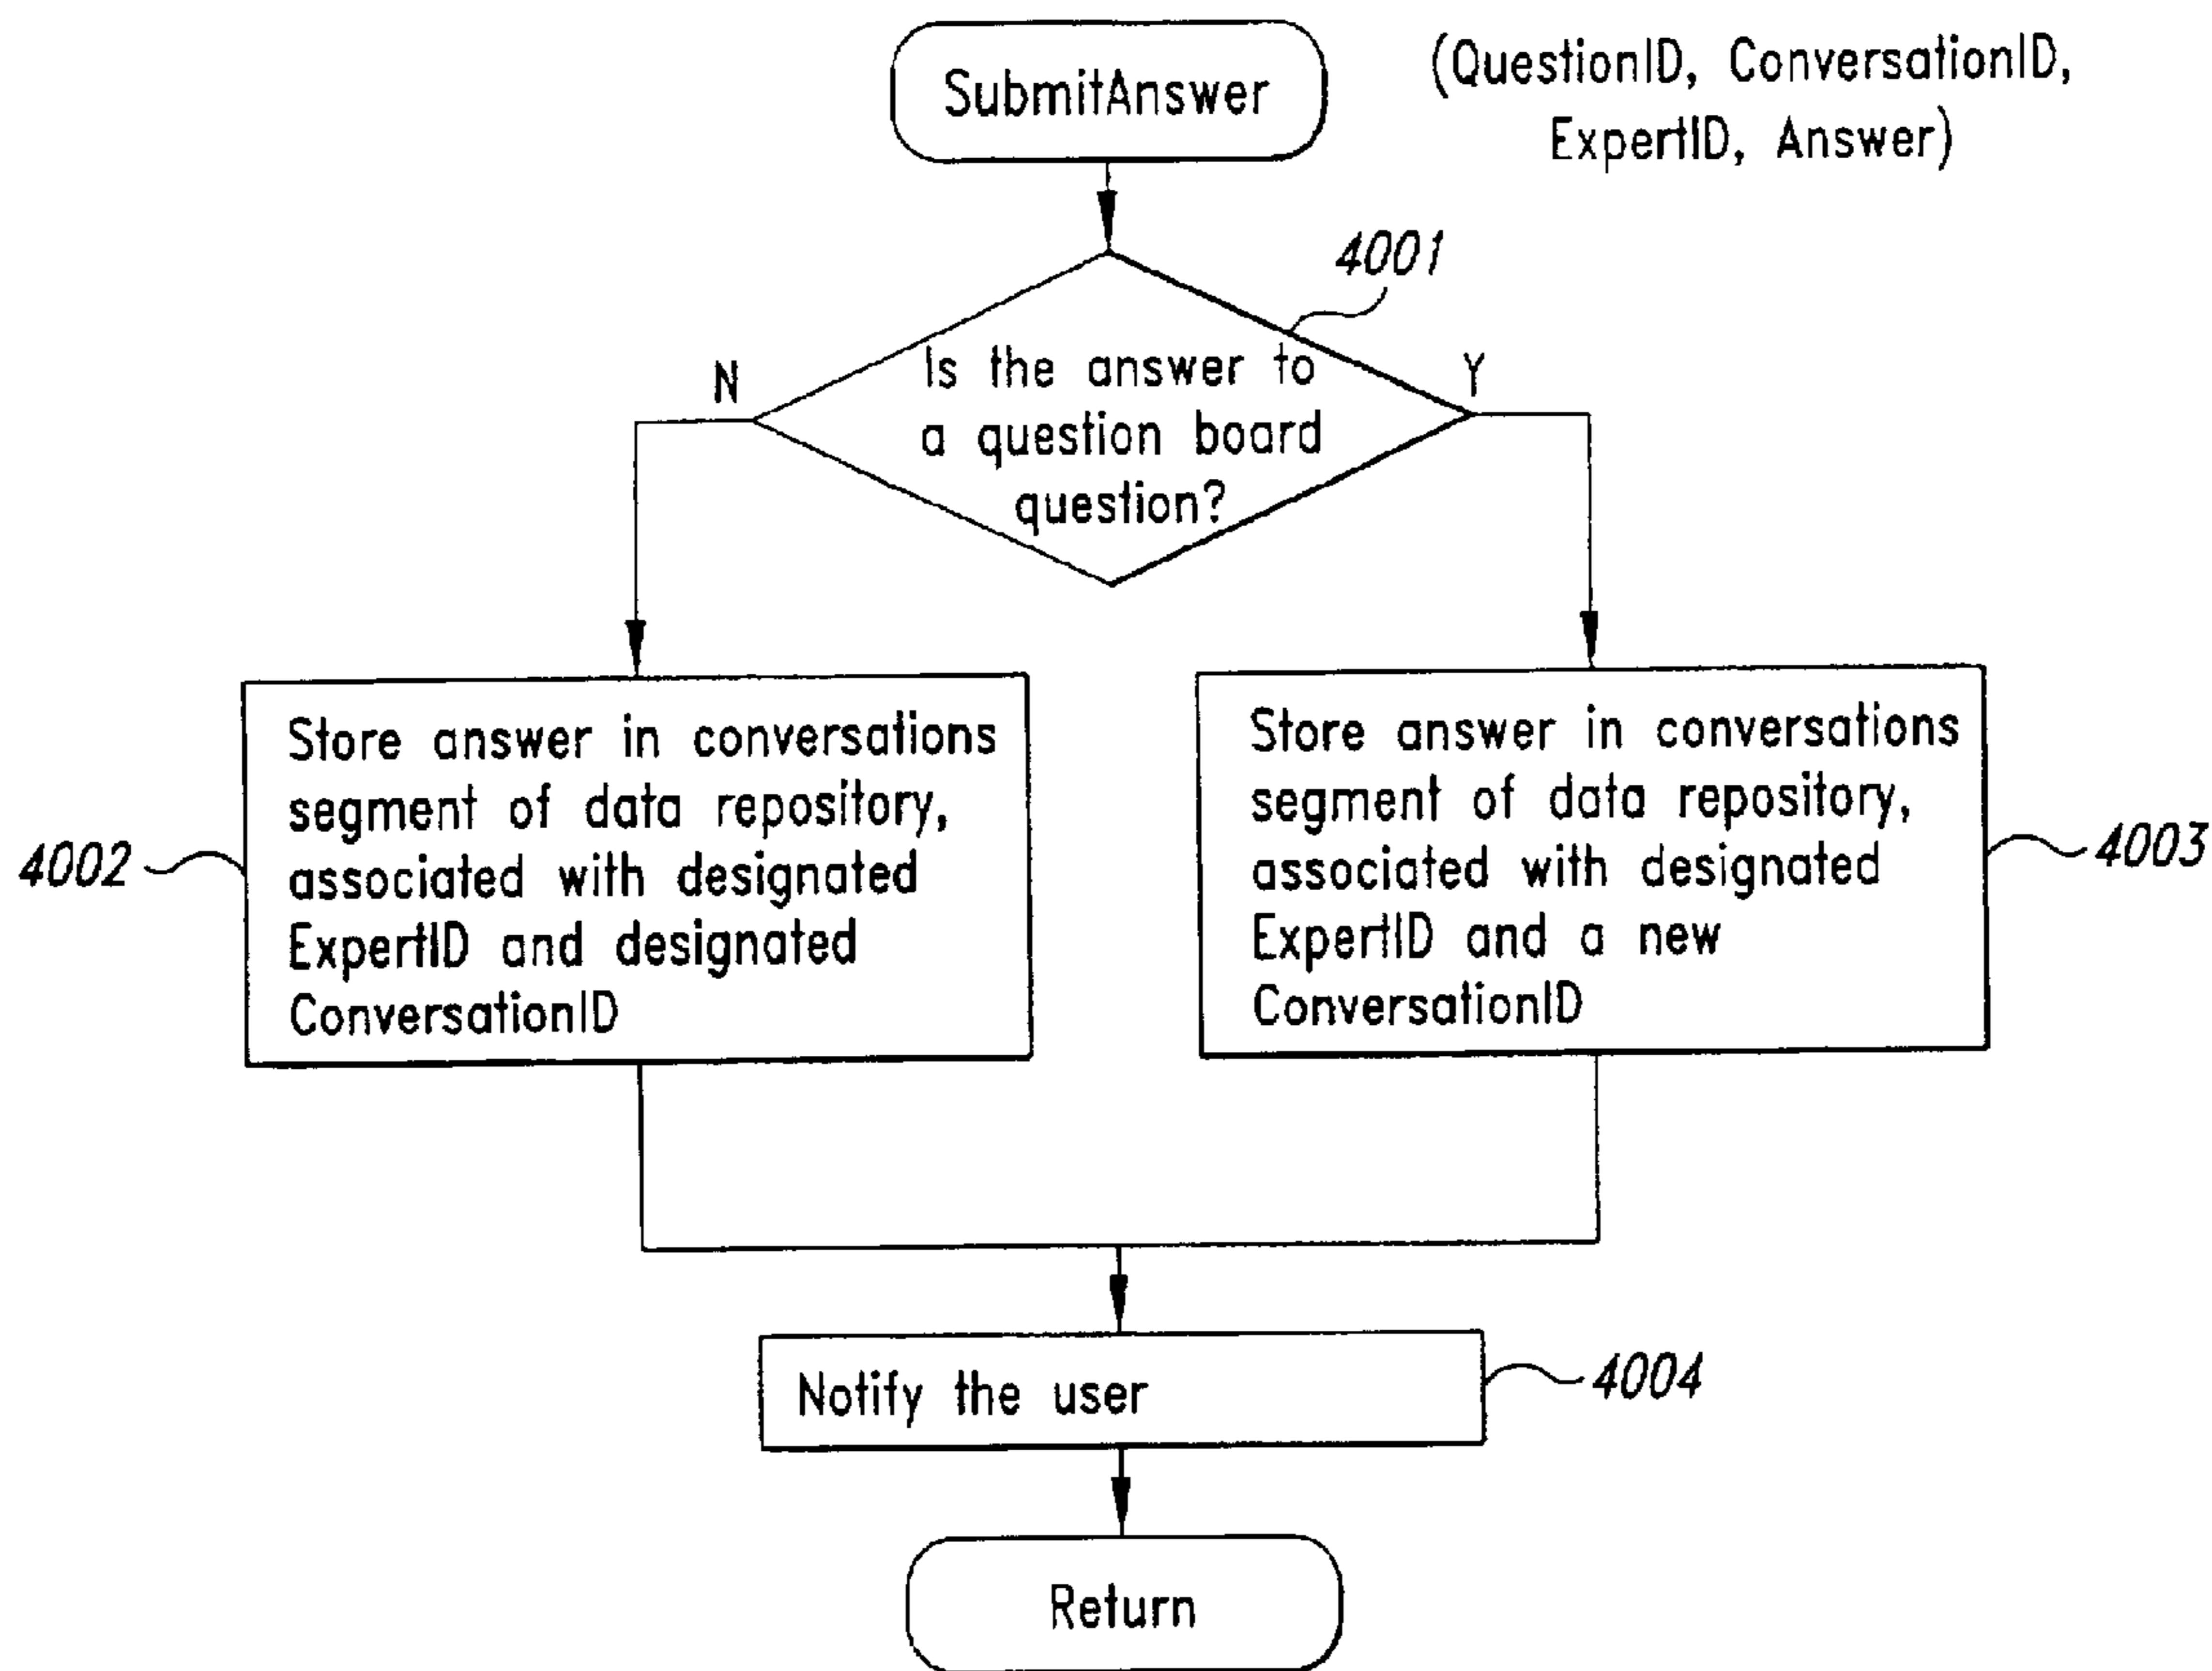 SubmitAnswer
(QuestionID, ConversationID,
ExpertID, Answer)
4001
N
Y
Is the answer to
a question board
question?
Store answer in conversations
segment of data repository,
associated with designated
ExpertID and designated
ConversationID
4002
Store answer in conversations
segment of data repository,
associated with designated
ExpertID and a new
ConversationID
4003
Notify the user
4004
Return